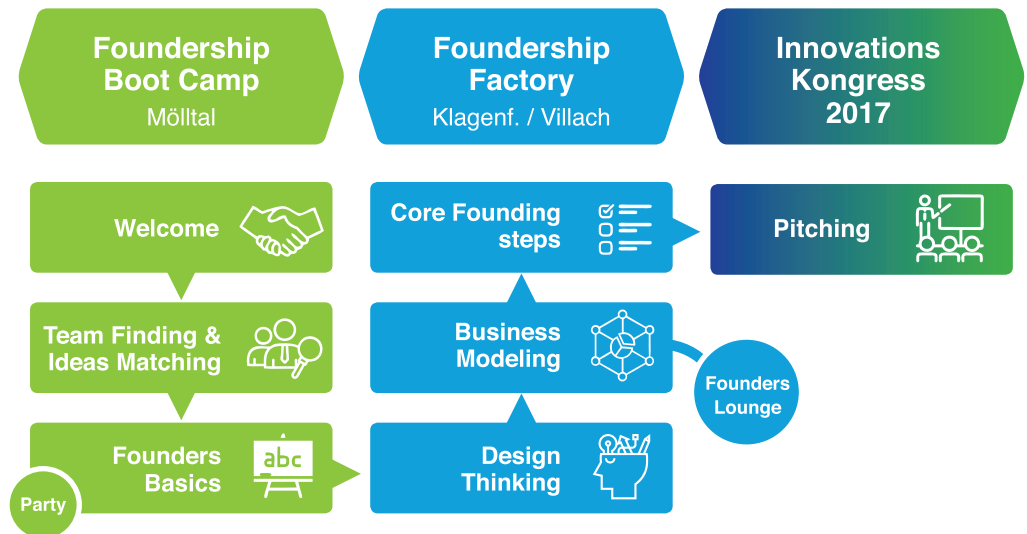 Foundership
Boot Camp
Mölltal
Foundership
Factory
Klagenf. / Villach
Innovations
Kongress
2017
Welcome
Team Finding &
Ideas Matching
Founders
Basics
abc
Party
Core Founding
steps
Business
Modeling
Founders
Lounge
Design
Thinking
Pitching